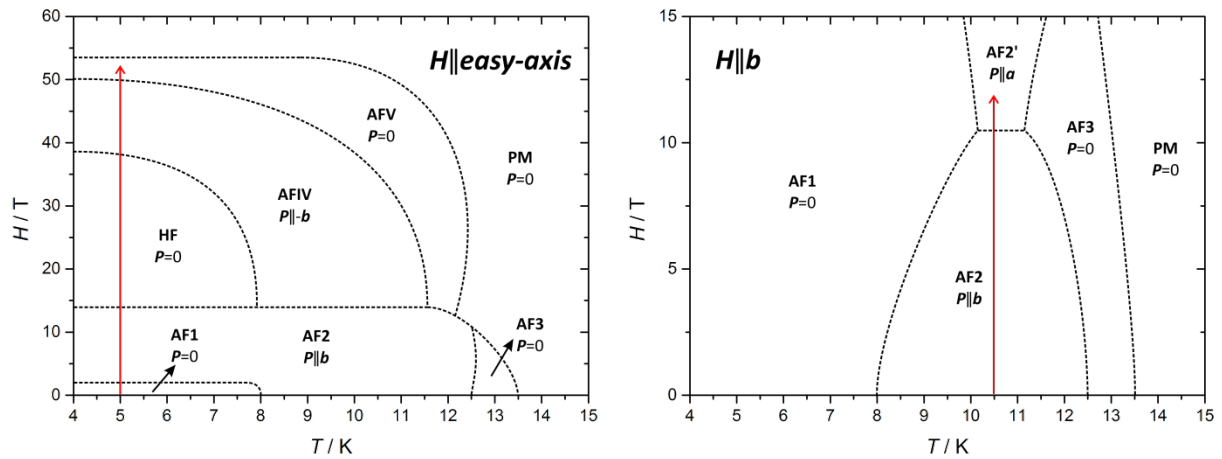 60
50
40
30
20
10
0
H / T
H||easy-axis
AFV
P=0
PM
P=0
AFIV
P||-b
HF
P=0
AF1
P=0
AF2
P||b
AF3
P=0
4 5 6 7 8 9 10 11 12 13 14 15
T / K
15
10
5
0
H / T
H||b
AF2'
P||a
AF3
P=0
PM
P=0
AF1
P=0
AF2
P||b
4 5 6 7 8 9 10 11 12 13 14 15
T / K